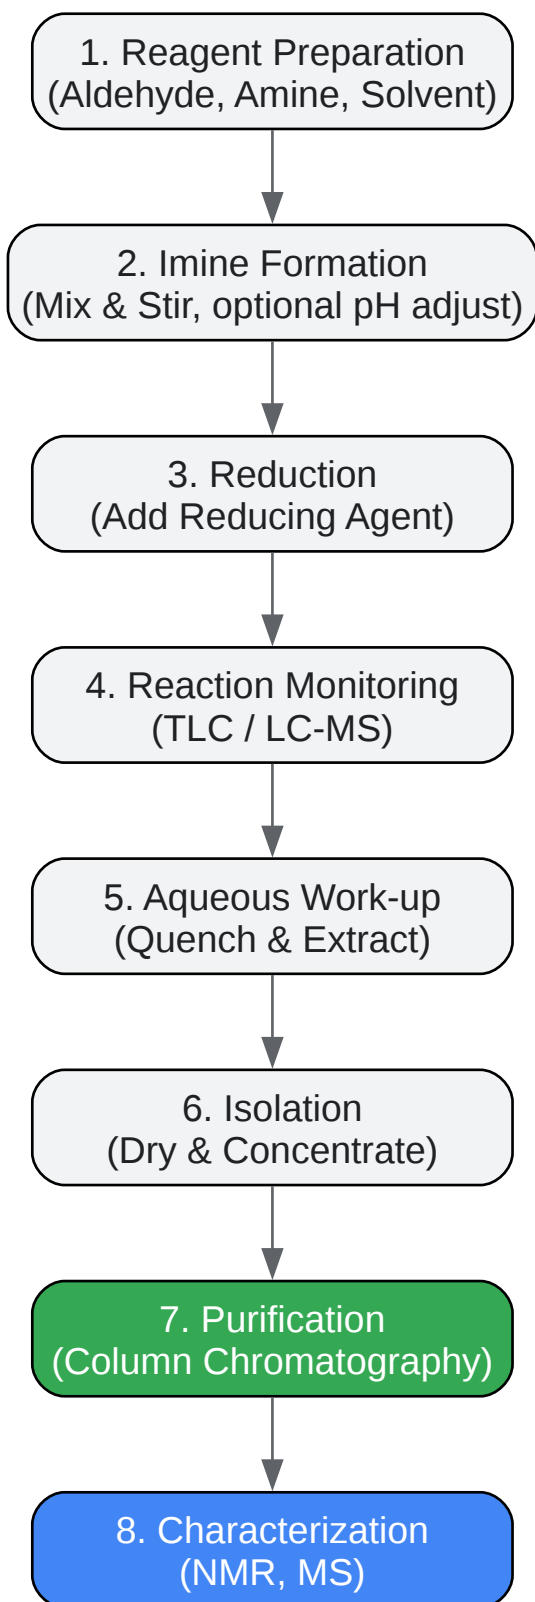 1. Reagent Preparation
(Aldehyde, Amine, Solvent)
2. Imine Formation
(Mix & Stir, optional pH adjust)
3. Reduction
(Add Reducing Agent)
4. Reaction Monitoring
(TLC / LC-MS)
5. Aqueous Work-up
(Quench & Extract)
6. Isolation
(Dry & Concentrate)
7. Purification
(Column Chromatography)
8. Characterization
(NMR, MS)